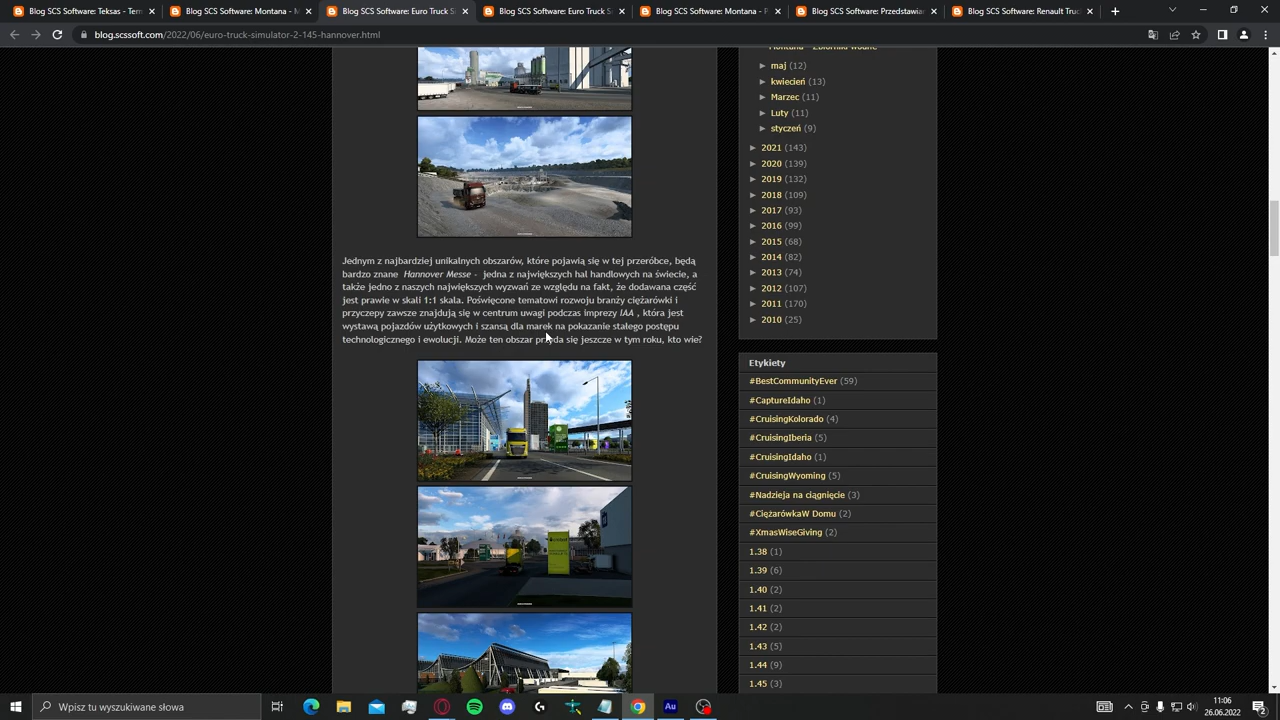 Blog SCS Software: Teksas - Tem
Blog SCS Software: Montana - M
Blog SCS Software: Euro Truck Sim
Blog SCS Software: Euro Truck Si
Blog SCS Software: Montana - P
Blog SCS Software: Przedstawiam
Blog SCS Software: Renault Truc
/2022/06/euro-truck-simulator-2-145-hannover.html
Montana - Zbiorniki wodne
maj (12)
kwiecień (13)
Marzec (11)
Luty (11)
styczeń (9)
2021 (143)
2020 (139)
2019 (132)
2018 (109)
2017 (93)
2016 (99)
2015 (68)
2014 (82)
2013 (74)
2012 (107)
2011 (170)
2010 (25)
Jednym z najbardziej unikalnych obszarów, które pojawią się w tej przeróbce, będą
bardzo znane Hannover Messe - jedna z największych hal handlowych na świecie, a
także jedno z naszych największych wyzwań ze względu na fakt, że dodawana część
jest prawie w skali 1:1 skala. Poświęcone tematowi rozwoju branży ciężarówki i
przyczepy zawsze znajdują się w centrum uwagi podczas imprezy IAA , która jest
wystawą pojazdów użytkowych i szansą dla marek na pokazanie stałego postępu
technologicznego i ewolucji. Może ten obszar przyda się jeszcze w tym roku, kto wie?
Etykiety
#BestCommunityEver (59)
#CaptureIdaho (1)
#CruisingKolorado (4)
#CruisingIberia (5)
#CruisingIdaho (1)
#CruisingWyoming (5)
#Nadzieja na ciągnięcie (3)
#CiężarówkaW Domu (2)
#XmasWiseGiving (2)
1.38 (1)
1.39 (6)
1.40 (2)
1.41 (2)
1.42 (2)
1.43 (5)
1.44 (9)
1.45 (3)
Wpisz tu wyszukiwane słowo
Au
11:06
26.06.2022